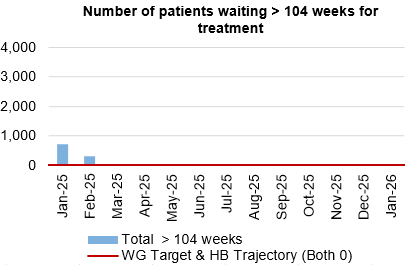 Number of patients waiting > 104 weeks for
treatment
4,000
3,000
2,000
1,000
0
Jan-25
Feb-25
Mar-25
Apr-25
May-25
Jun-25
Jul-25
Aug-25
Sep-25
Oct-25
Nov-25
Dec-25
Jan-26
Total > 104 weeks
WG Target & HB Trajectory (Both 0)